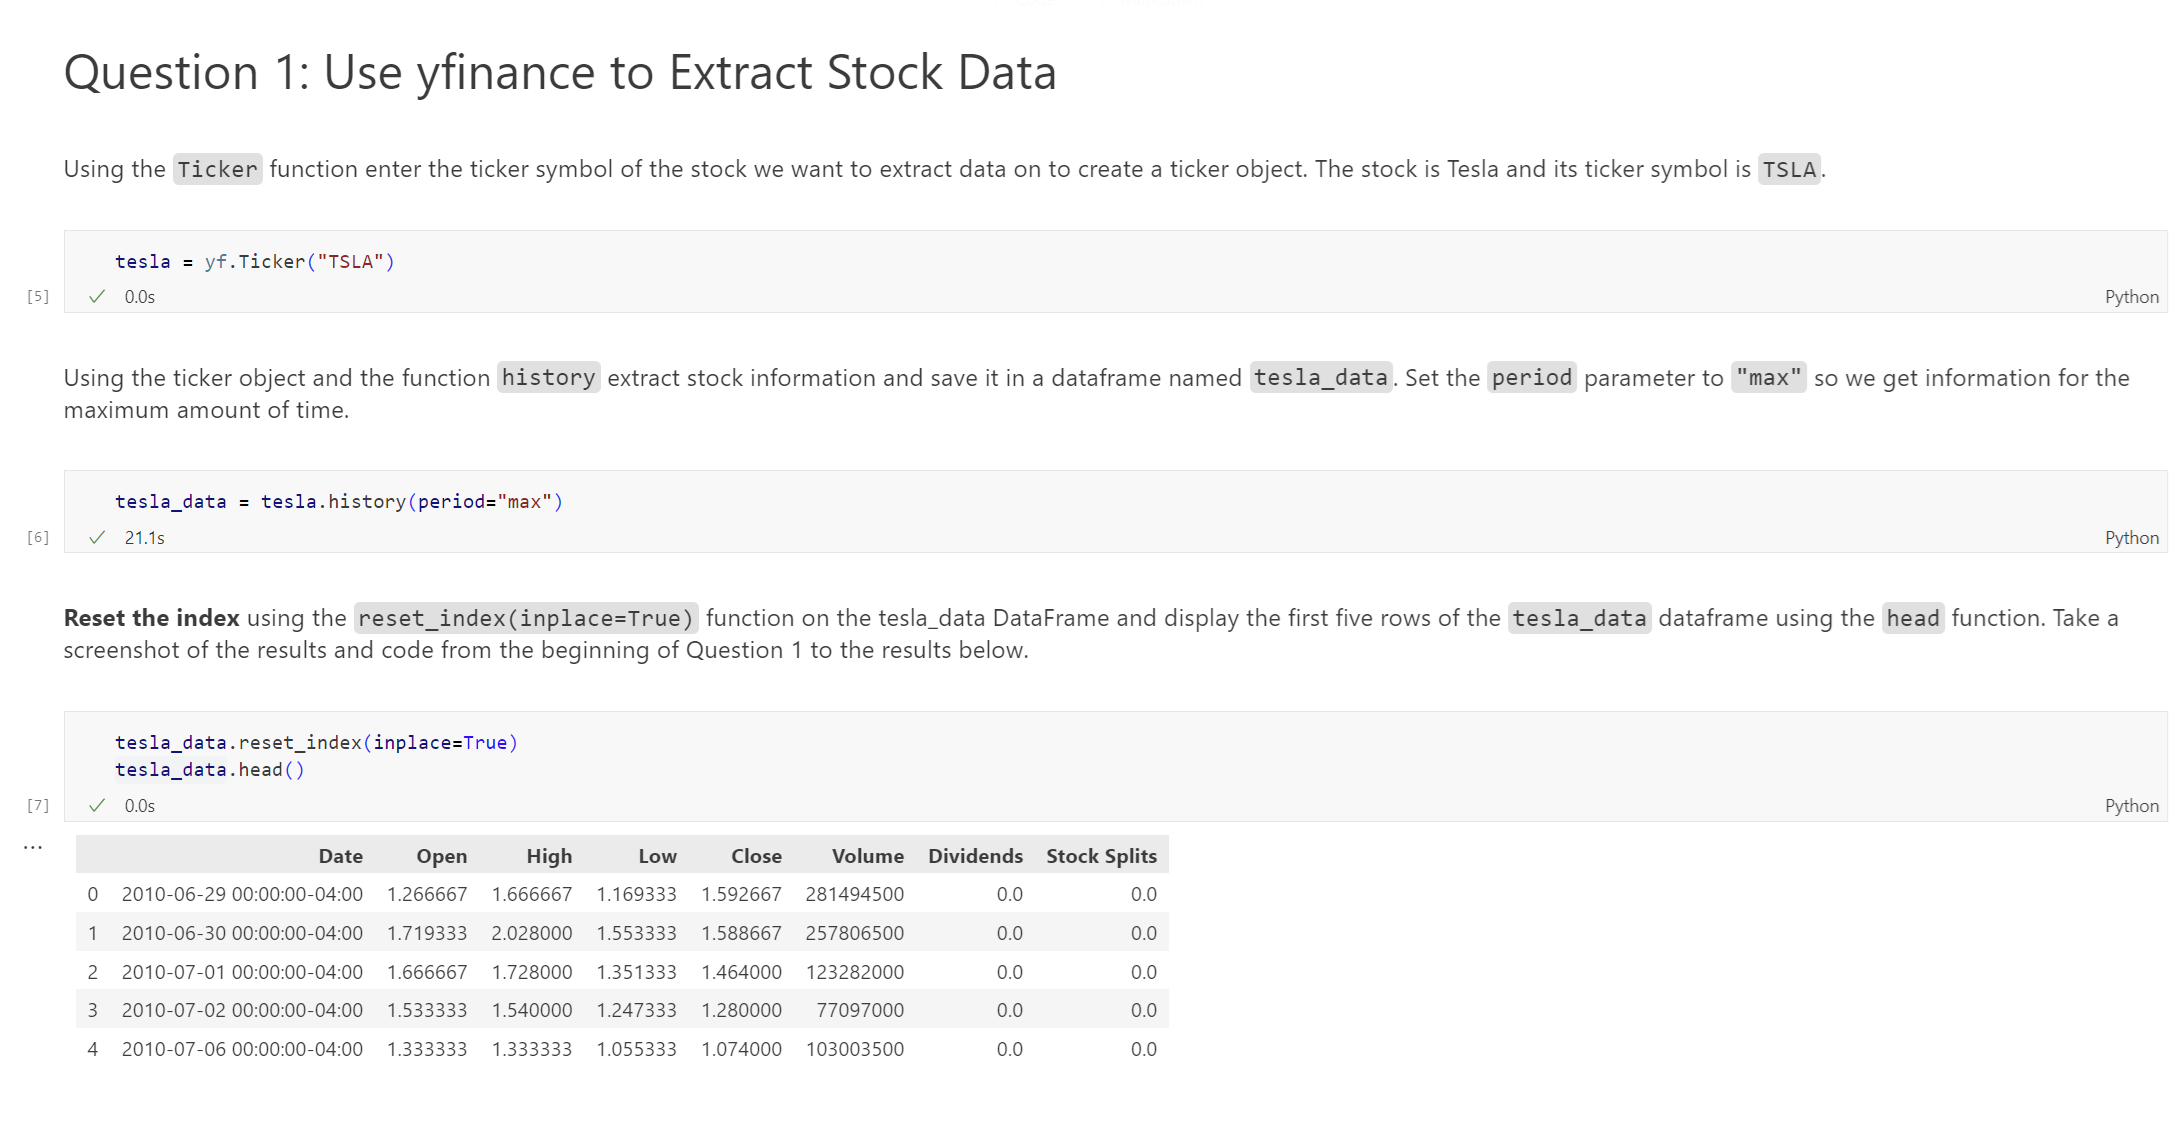 Question 1: Use yfinance to Extract Stock Data
Using the Ticker function enter the ticker symbol of the stock we want to extract data on to create a ticker object. The stock is Tesla and its ticker symbol is TSLA.
tesla = yf.Ticker("TSLA")
[5] ✓ 0.0s Python
Using the ticker object and the function history extract stock information and save it in a dataframe named tesla_data. Set the period parameter to "max" so we get information for the
maximum amount of time.
tesla_data = tesla.history(period="max")
[6] ✓ 21.1s Python
Reset the index using the reset_index(inplace=True) function on the tesla_data DataFrame and display the first five rows of the tesla_data dataframe using the head function. Take a
screenshot of the results and code from the beginning of Question 1 to the results below.
tesla_data.reset_index(inplace=True)
tesla_data.head()
[7] ✓ 0.0s Python
...
Date Open High Low Close Volume Dividends Stock Splits
0 2010-06-29 00:00:00-04:00 1.266667 1.666667 1.169333 1.592667 281494500 0.0 0.0
1 2010-06-30 00:00:00-04:00 1.719333 2.028000 1.553333 1.588667 257806500 0.0 0.0
2 2010-07-01 00:00:00-04:00 1.666667 1.728000 1.351333 1.464000 123282000 0.0 0.0
3 2010-07-02 00:00:00-04:00 1.533333 1.540000 1.247333 1.280000 77097000 0.0 0.0
4 2010-07-06 00:00:00-04:00 1.333333 1.333333 1.055333 1.074000 103003500 0.0 0.0